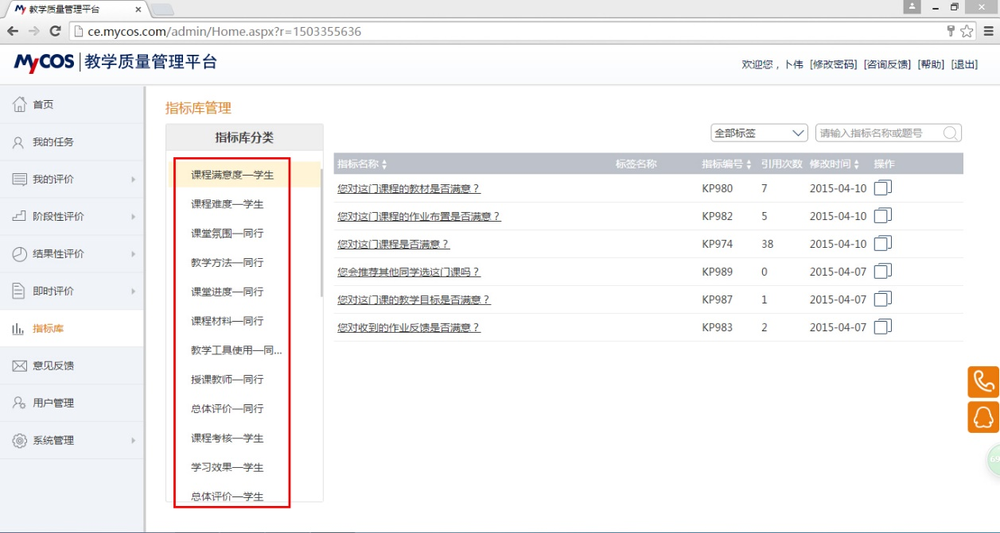 教学质量管理平台
ce.mycos.com/admin/Home.aspx?r=1503355636
MyCOS 教学质量管理平台
欢迎您，卜伟 [修改密码] [咨询反馈] [帮助] [退出]
首页
我的任务
我的评价
阶段性评价
结果性评价
即时评价
指标库
意见反馈
用户管理
系统管理
指标库管理
指标库分类
课程满意度—学生
课程难度—学生
课堂氛围—同行
教学方法—同行
课堂进度—同行
课程材料—同行
教学工具使用—同...
授课教师—同行
总体评价—同行
课程考核—学生
学习效果—学生
总体评价—学生
全部标签 请输入指标名称或题号
指标名称 标签名称 指标编号 引用次数 修改时间 操作
您对这门课程的教材是否满意？ KP980 7 2015-04-10
您对这门课程的作业布置是否满意？ KP982 5 2015-04-10
您对这门课程是否满意？ KP974 38 2015-04-10
您会推荐其他同学选这门课吗？ KP989 0 2015-04-07
您对这门课的教学目标是否满意？ KP987 1 2015-04-07
您对收到的作业反馈是否满意？ KP983 2 2015-04-07